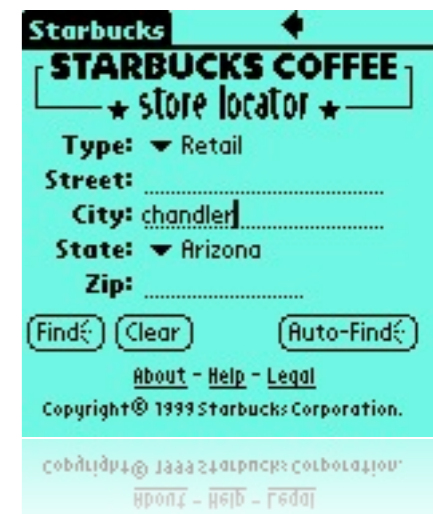 Starbucks
STARBUCKS COFFEE
★ store locator ★
Type: Retail
Street:
City: chandler
State: Arizona
Zip:
Find Clear Auto-Find
About - Help - Legal
Copyright© 1999 Starbucks Corporation.